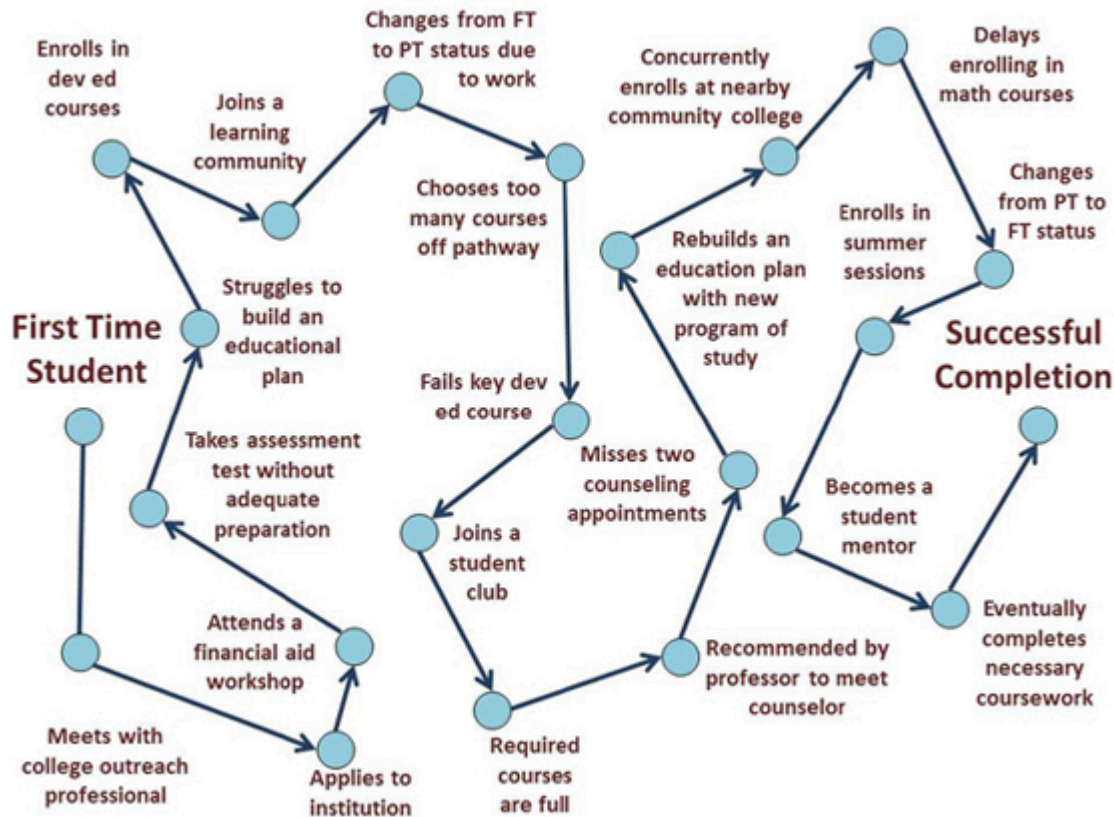 First Time
Student
Meets with
college outreach
professional
Applies to
institution
Attends a
financial aid
workshop
Takes assessment
test without
adequate
preparation
Struggles to
build an
educational
plan
Enrolls in
dev ed
courses
Joins a
learning
community
Changes from FT
to PT status due
to work
Chooses too
many courses
off pathway
Fails key dev
ed course
Joins a
student
club
Required
courses
are full
Recommended by
professor to meet
counselor
Misses two
counseling
appointments
Rebuilds an
education plan
with new
program of
study
Concurrently
enrolls at nearby
community college
Delays
enrolling in
math courses
Changes
from PT to
FT status
Enrolls in
summer
sessions
Becomes a
student
mentor
Eventually
completes
necessary
coursework
Successful
Completion